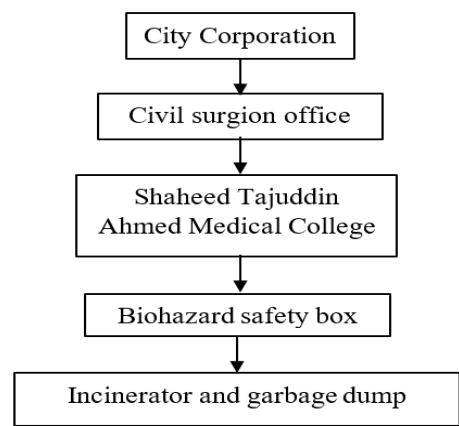 City Corporation
Civil surgion office
Shaheed Tajuddin
Ahmed Medical College
Biohazard safety box
Incinerator and garbage dump